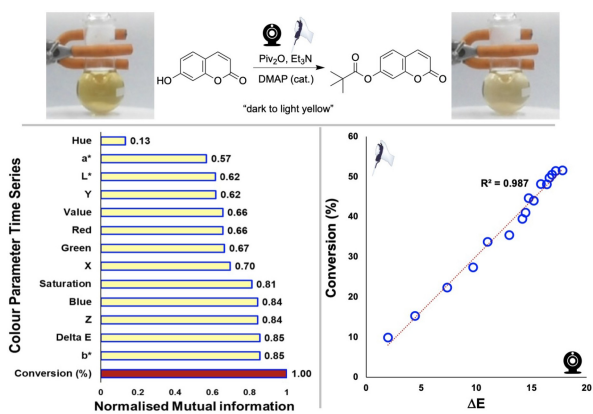 Piv₂O, Et₃N
HO
O
O
DMAP (cat.)
O
O
O
O
"dark to light yellow"
Colour Parameter Time Series
Hue 0.13
a* 0.57
L* 0.62
Y 0.62
Value 0.66
Red 0.66
Green 0.67
X 0.70
Saturation 0.81
Blue 0.84
Z 0.84
Delta E 0.85
b* 0.85
Conversion (%) 1.00
0 0.2 0.4 0.6 0.8 1
Normalised Mutual information
Conversion (%)
60
50
40
30
20
10
0
R² = 0.987
0 5 10 15 20
ΔE